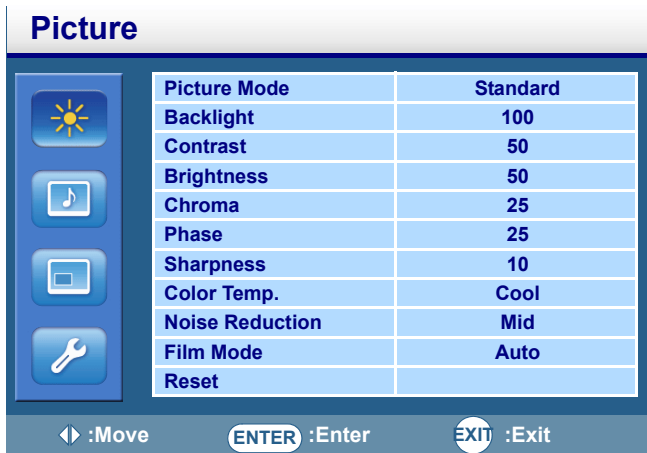 Picture
Picture Mode Standard
Backlight 100
Contrast 50
Brightness 50
Chroma 25
Phase 25
Sharpness 10
Color Temp. Cool
Noise Reduction Mid
Film Mode Auto
Reset
:Move ENTER :Enter EXIT :Exit